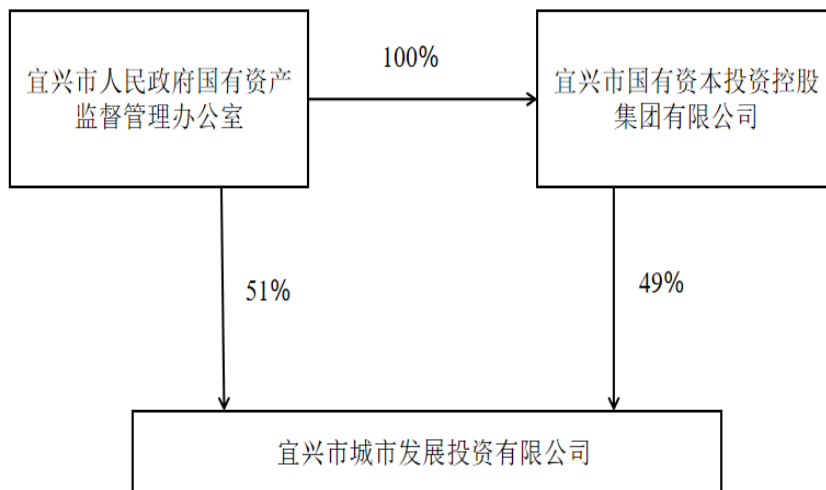 宜兴市人民政府国有资产
监督管理办公室
100%
宜兴市国有资本投资控股
集团有限公司
51%
49%
宜兴市城市发展投资有限公司